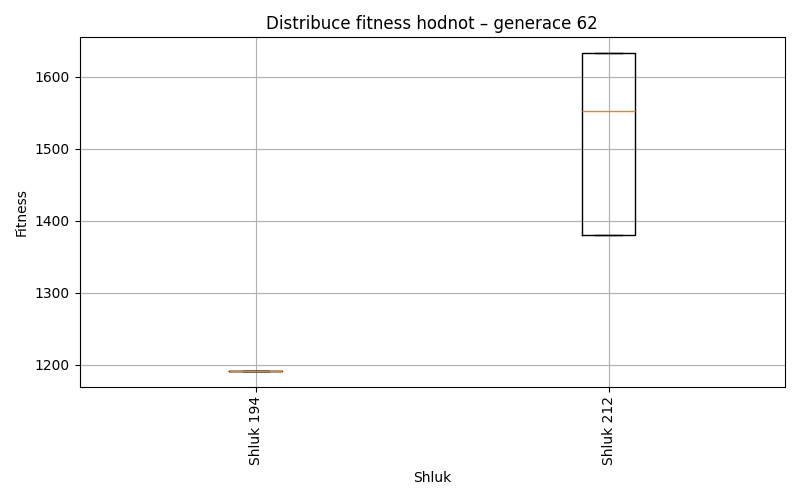 Distribuce fitness hodnot – generace 62
Fitness
1600
1500
1400
1300
1200
Shluk 194
Shluk 212
Shluk